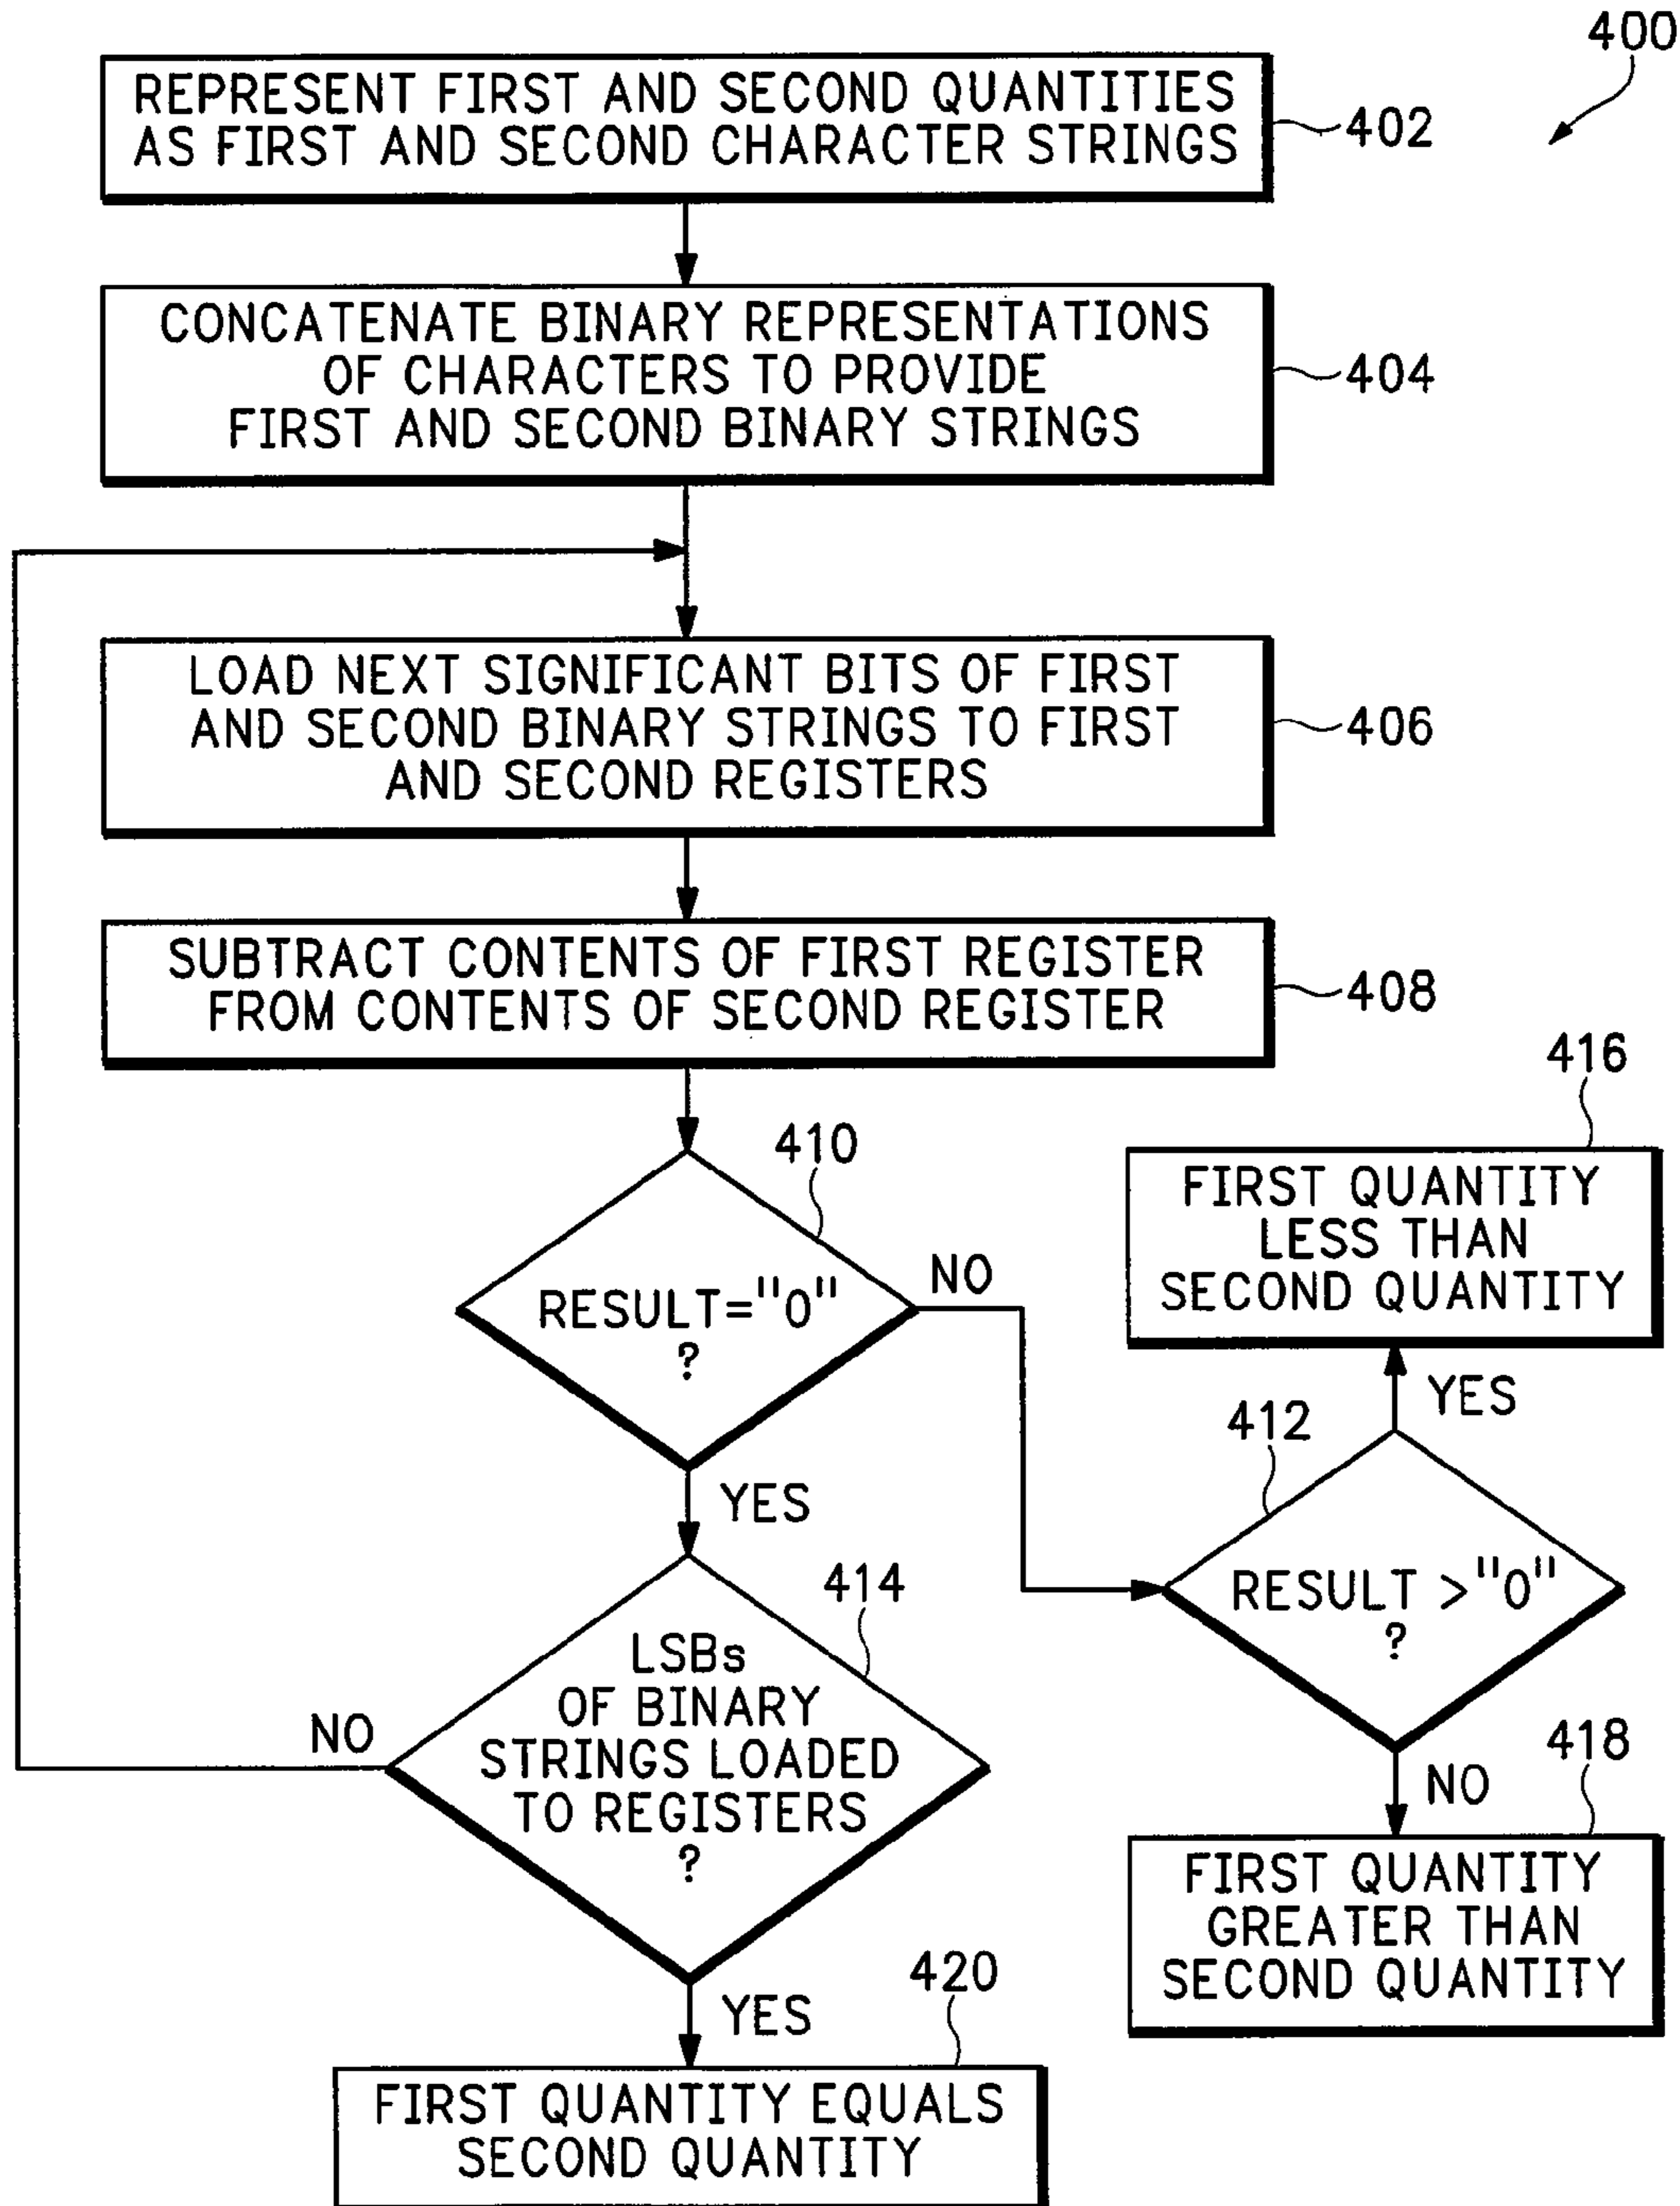 400
REPRESENT FIRST AND SECOND QUANTITIES
AS FIRST AND SECOND CHARACTER STRINGS
402
CONCATENATE BINARY REPRESENTATIONS
OF CHARACTERS TO PROVIDE
FIRST AND SECOND BINARY STRINGS
404
LOAD NEXT SIGNIFICANT BITS OF FIRST
AND SECOND BINARY STRINGS TO FIRST
AND SECOND REGISTERS
406
SUBTRACT CONTENTS OF FIRST REGISTER
FROM CONTENTS OF SECOND REGISTER
408
410
RESULT="0"
?
NO
YES
416
FIRST QUANTITY
LESS THAN
SECOND QUANTITY
YES
412
RESULT >"0"
?
NO
418
FIRST QUANTITY
GREATER THAN
SECOND QUANTITY
414
LSBs
OF BINARY
STRINGS LOADED
TO REGISTERS
?
NO
YES
420
FIRST QUANTITY EQUALS
SECOND QUANTITY